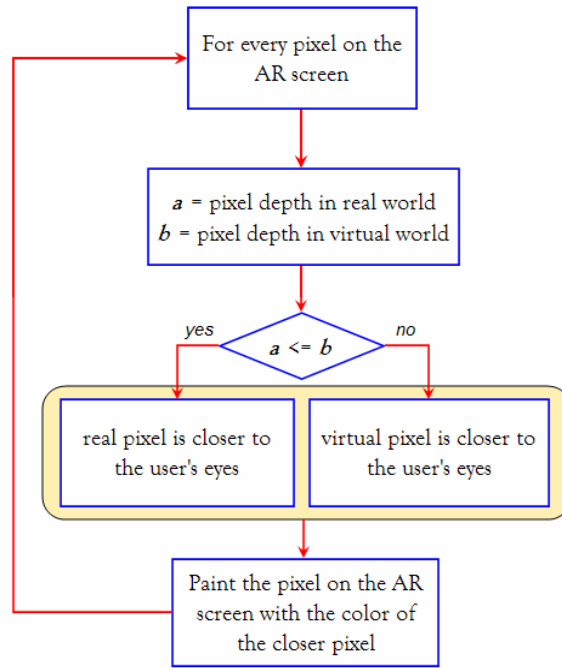 For every pixel on the
AR screen
a = pixel depth in real world
b = pixel depth in virtual world
yes
a <= b
no
real pixel is closer to
the user's eyes
virtual pixel is closer to
the user's eyes
Paint the pixel on the AR
screen with the color of
the closer pixel